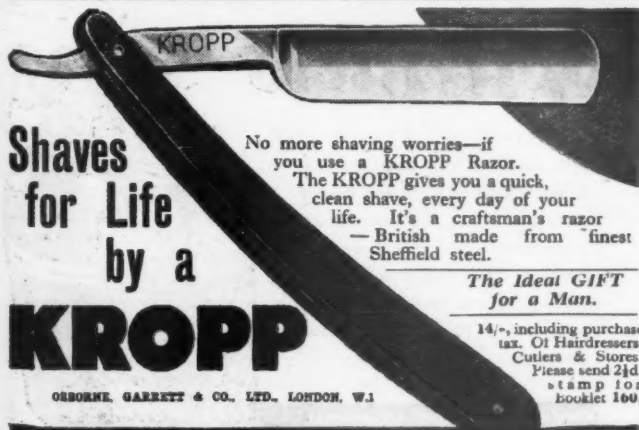 KROPP
Shaves
for Life
by a
KROPP
OSBORNE, GARRETT & CO., LTD., LONDON, W.1
No more shaving worries—if
you use a KROPP Razor.
The KROPP gives you a quick,
clean shave, every day of your
life. It's a craftsman's razor
— British made from finest
Sheffield steel.
The Ideal GIFT
for a Man.
14/-, including purchase
tax. Of Hairdressers
Cutlers & Stores.
Please send 2½d
stamp for
Booklet 160.